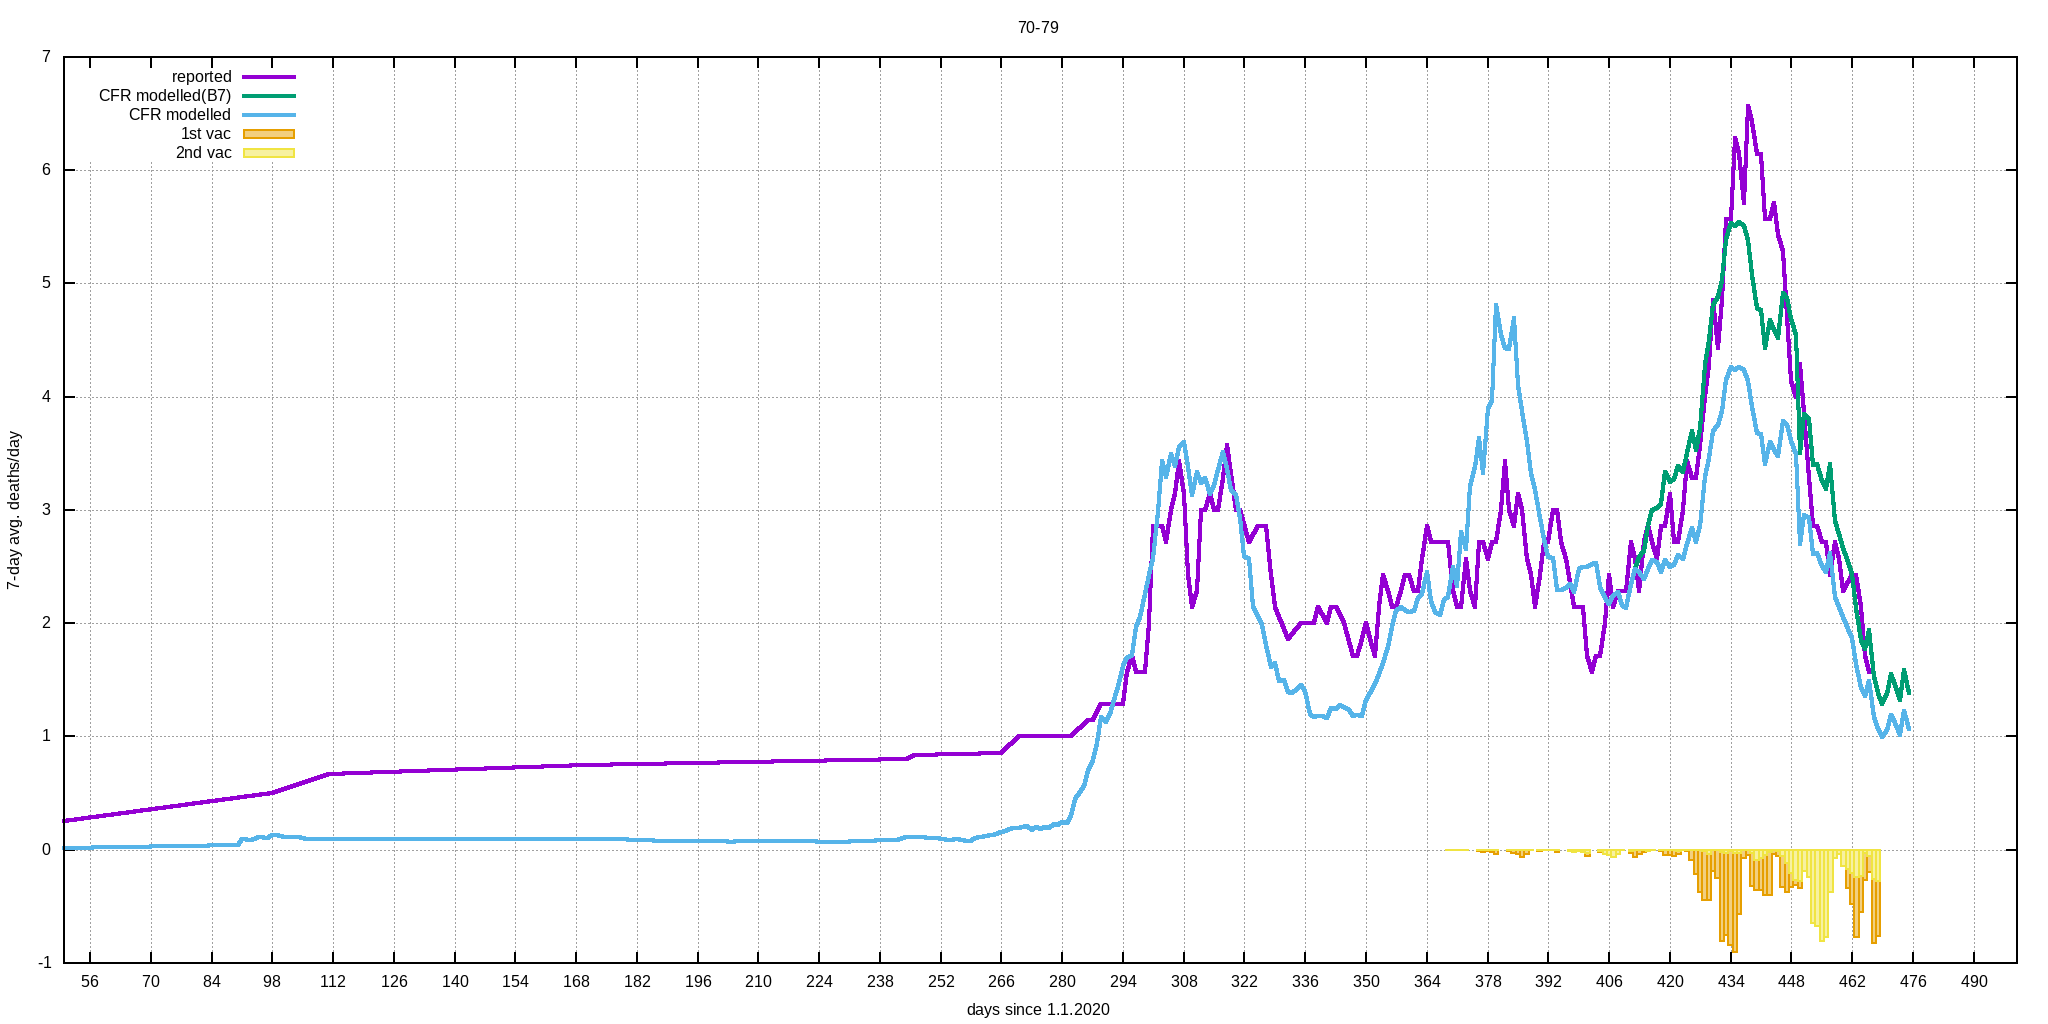 70-79
7
6
5
4
3
2
1
0
-1
7-day avg. deaths/day
reported
CFR modelled(B7)
CFR modelled
1st vac
2nd vac
56 70 84 98 112 126 140 154 168 182 196 210 224 238 252 266 280 294 308 322 336 350 364 378 392 406 420 434 448 462 476 490
days since 1.1.2020